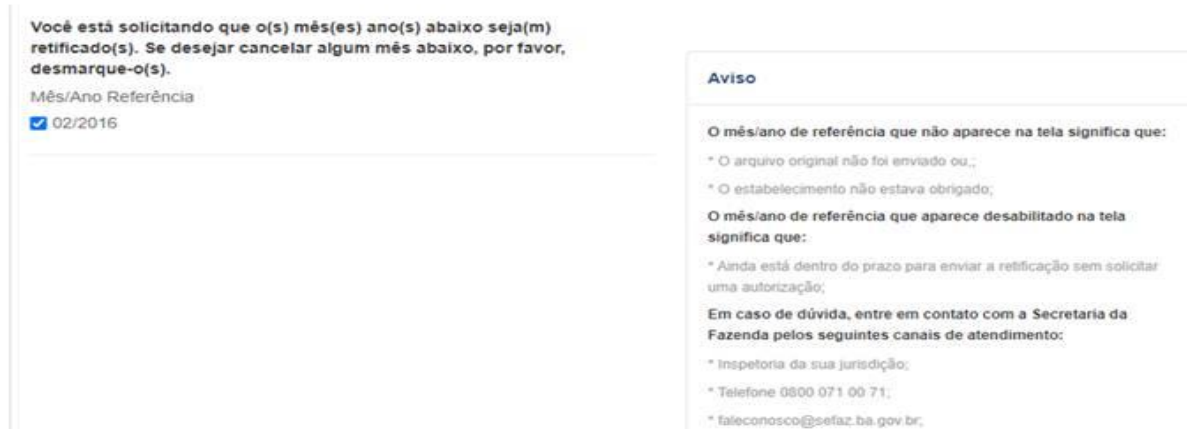 Você está solicitando que o(s) mês(es) ano(s) abaixo seja(m)
retificado(s). Se desejar cancelar algum mês abaixo, por favor,
desmarque-o(s).
Mês/Ano Referência
02/2016
Aviso
O mês/ano de referência que não aparece na tela significa que:
* O arquivo original não foi enviado ou,;
* O estabelecimento não estava obrigado;
O mês/ano de referência que aparece desabilitado na tela
significa que:
* Ainda está dentro do prazo para enviar a retificação sem solicitar
uma autorização;
Em caso de dúvida, entre em contato com a Secretaria da
Fazenda pelos seguintes canais de atendimento:
* Inspetoria da sua jurisdição;
* Telefone 0800 071 00 71;
* faleconosco@sefaz.ba.gov.br;